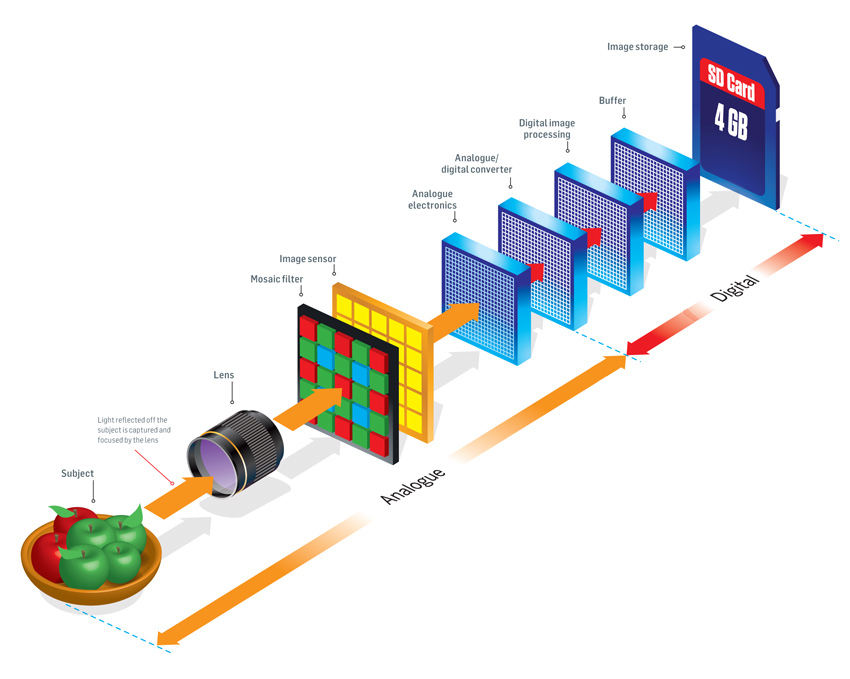 Image storage
SD Card
4 GB
Buffer
Digital image
processing
Analogue/
digital converter
Analogue
electronics
Image sensor
Mosaic filter
Digital
Lens
Light reflected off the
subject is captured and
focused by the lens
Subject
Analogue